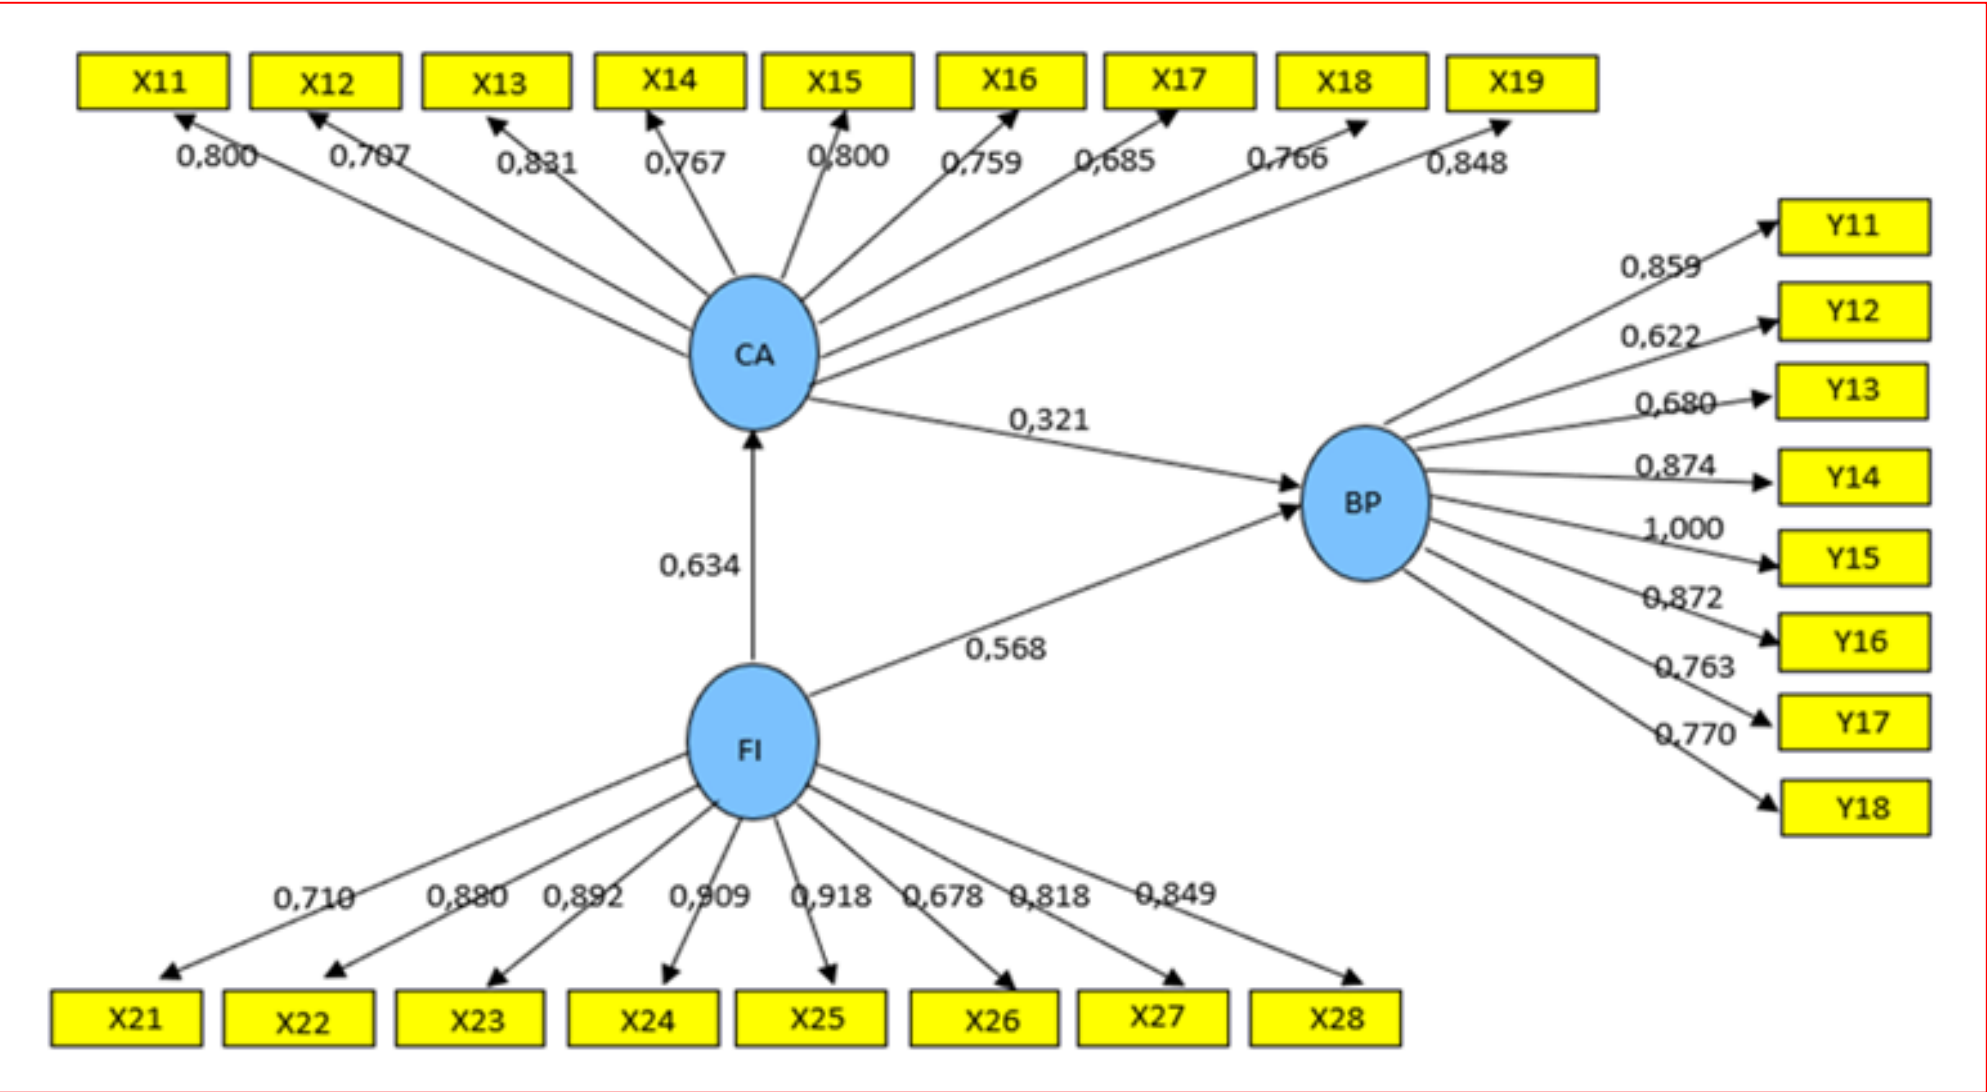 X11 X12 X13 X14 X15 X16 X17 X18 X19
0,800 0,707 0,831 0,767 0,800 0,759 0,685 0,766 0,848
Y11
0,859
Y12
0,622
CA
Y13
0,680
0,321
Y14
0,874
BP
1,000
Y15
0,634
0,872
Y16
0,568
0,763
Y17
0,770
FI
Y18
0,710 0,880 0,892 0,909 0,918 0,678 0,818 0,849
X21 X22 X23 X24 X25 X26 X27 X28